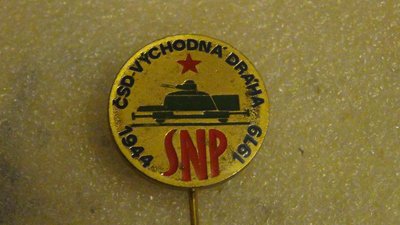 ČSD-VÝCHODNÁ DRÁHA
1944 SNP 1979